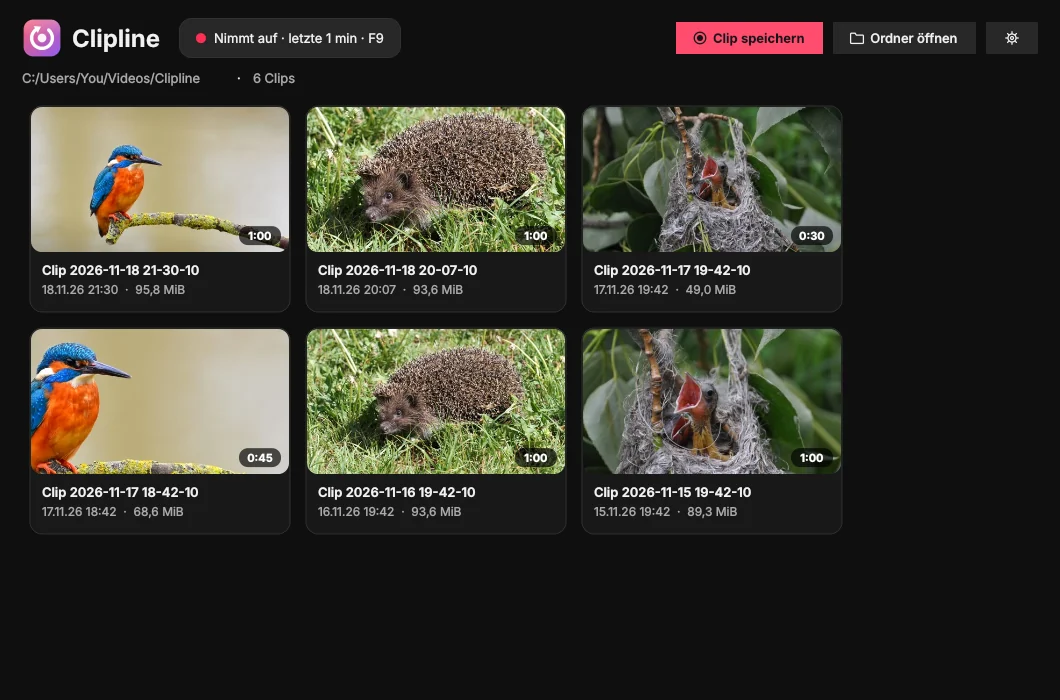 Clipline
Nimmt auf · letzte 1 min · F9
Clip speichern
Ordner öffnen
C:/Users/You/Videos/Clipline · 6 Clips
1:00
1:00
0:30
Clip 2026-11-18 21-30-10
18.11.26 21:30 · 95,8 MiB
Clip 2026-11-18 20-07-10
18.11.26 20:07 · 93,6 MiB
Clip 2026-11-17 19-42-10
17.11.26 19:42 · 49,0 MiB
0:45
1:00
1:00
Clip 2026-11-17 18-42-10
17.11.26 18:42 · 68,6 MiB
Clip 2026-11-16 19-42-10
16.11.26 19:42 · 93,6 MiB
Clip 2026-11-15 19-42-10
15.11.26 19:42 · 89,3 MiB